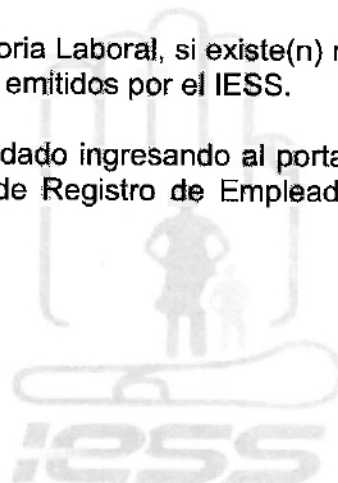 oria Laboral, si existe(n) r
emitidos por el IESS.
dado ingresando al porta
de Registro de Emplead
iess